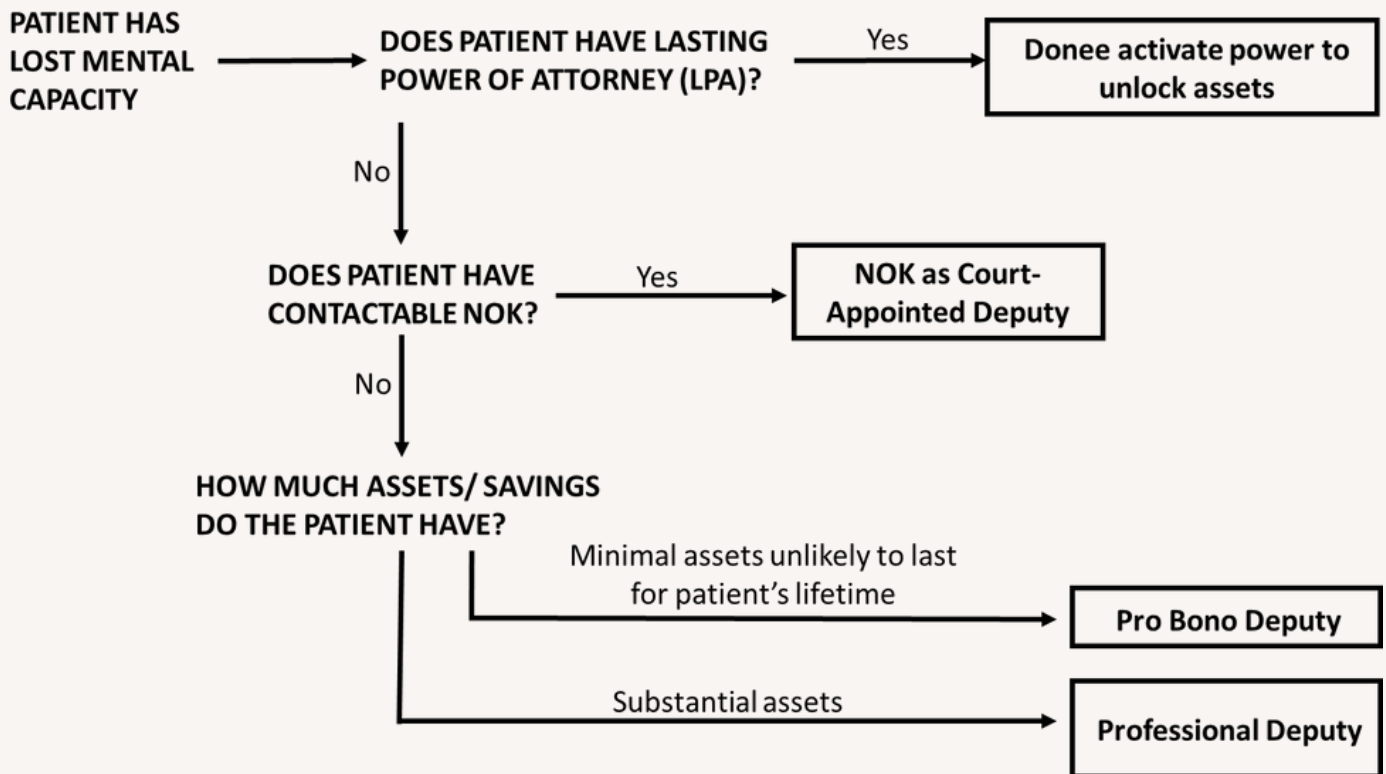 PATIENT HAS
LOST MENTAL
CAPACITY
DOES PATIENT HAVE LASTING
POWER OF ATTORNEY (LPA)?
Yes
Donee activate power to
unlock assets
No
DOES PATIENT HAVE
CONTACTABLE NOK?
Yes
NOK as Court-
Appointed Deputy
No
HOW MUCH ASSETS/ SAVINGS
DO THE PATIENT HAVE?
Minimal assets unlikely to last
for patient’s lifetime
Pro Bono Deputy
Substantial assets
Professional Deputy